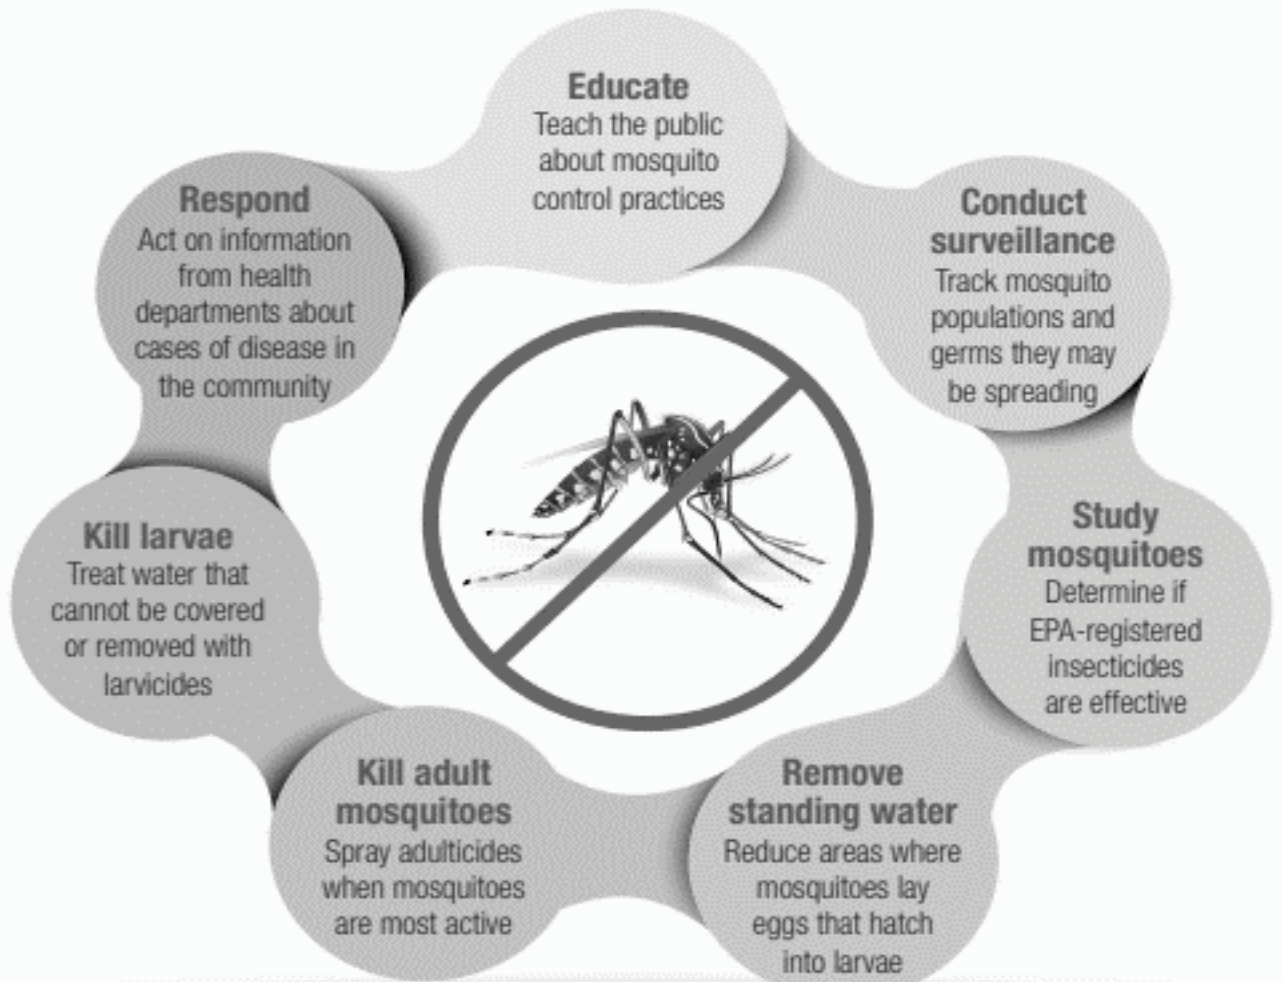 Educate
Teach the public
about mosquito
control practices
Conduct
surveillance
Track mosquito
populations and
germs they may
be spreading
Study
mosquitoes
Determine if
EPA-registered
insecticides
are effective
Remove
standing water
Reduce areas where
mosquitoes lay
eggs that hatch
into larvae
Kill adult
mosquitoes
Spray adulticides
when mosquitoes
are most active
Kill larvae
Treat water that
cannot be covered
or removed with
larvicides
Respond
Act on information
from health
departments about
cases of disease in
the community